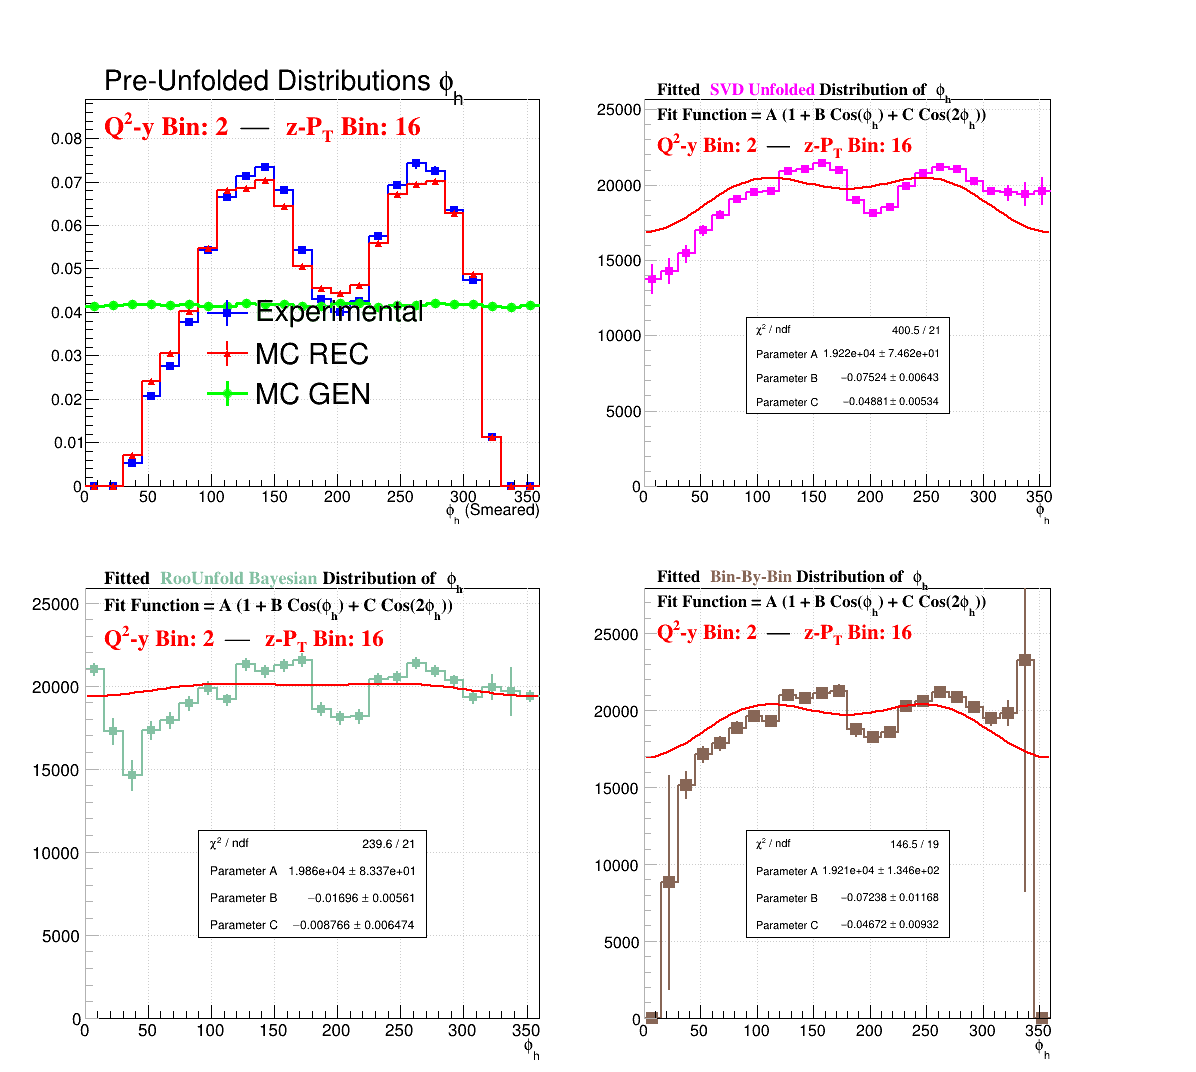 Pre-Unfolded Distributions ϕh
Q2-y Bin: 2 — z-PT Bin: 16
0.08
0.07
0.06
0.05
0.04
0.03
0.02
0.01
0
Experimental
MC REC
MC GEN
0 50 100 150 200 250 300 350
ϕh (Smeared)
Fitted SVD Unfolded Distribution of ϕh
Fit Function = A (1 + B Cos(ϕh) + C Cos(2ϕh))
Q2-y Bin: 2 — z-PT Bin: 16
25000
20000
15000
10000
5000
0
χ2 / ndf 400.5 / 21
Parameter A 1.922e+04 ± 7.462e+01
Parameter B −0.07524 ± 0.00643
Parameter C −0.04881 ± 0.00534
0 50 100 150 200 250 300 350
ϕh
Fitted RooUnfold Bayesian Distribution of ϕh
Fit Function = A (1 + B Cos(ϕh) + C Cos(2ϕh))
Q2-y Bin: 2 — z-PT Bin: 16
25000
20000
15000
10000
5000
0
χ2 / ndf 239.6 / 21
Parameter A 1.986e+04 ± 8.337e+01
Parameter B −0.01696 ± 0.00561
Parameter C −0.008766 ± 0.006474
0 50 100 150 200 250 300 350
ϕh
Fitted Bin-By-Bin Distribution of ϕh
Fit Function = A (1 + B Cos(ϕh) + C Cos(2ϕh))
Q2-y Bin: 2 — z-PT Bin: 16
25000
20000
15000
10000
5000
0
χ2 / ndf 146.5 / 19
Parameter A 1.921e+04 ± 1.346e+02
Parameter B −0.07238 ± 0.01168
Parameter C −0.04672 ± 0.00932
0 50 100 150 200 250 300 350
ϕh